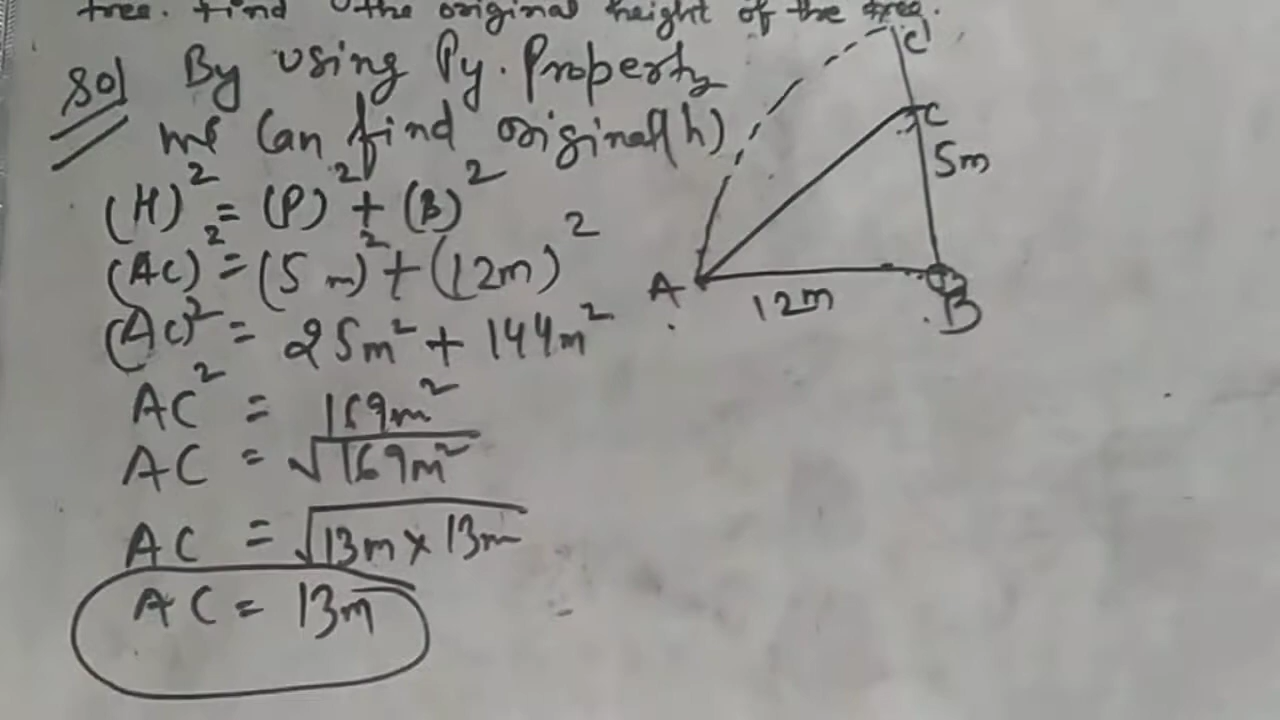 tree. Find the original height of the tree.
Sol By using Py. Property
we Can find original(h)
(H)² = (P)² + (B)²
(AC)² = (5 m)² + (12m)²
(AC)² = 25m² + 144m²
AC² = 169m²
AC = √169m²
AC = √13m × 13m
AC = 13m
C'
C
5m
A
12m
B